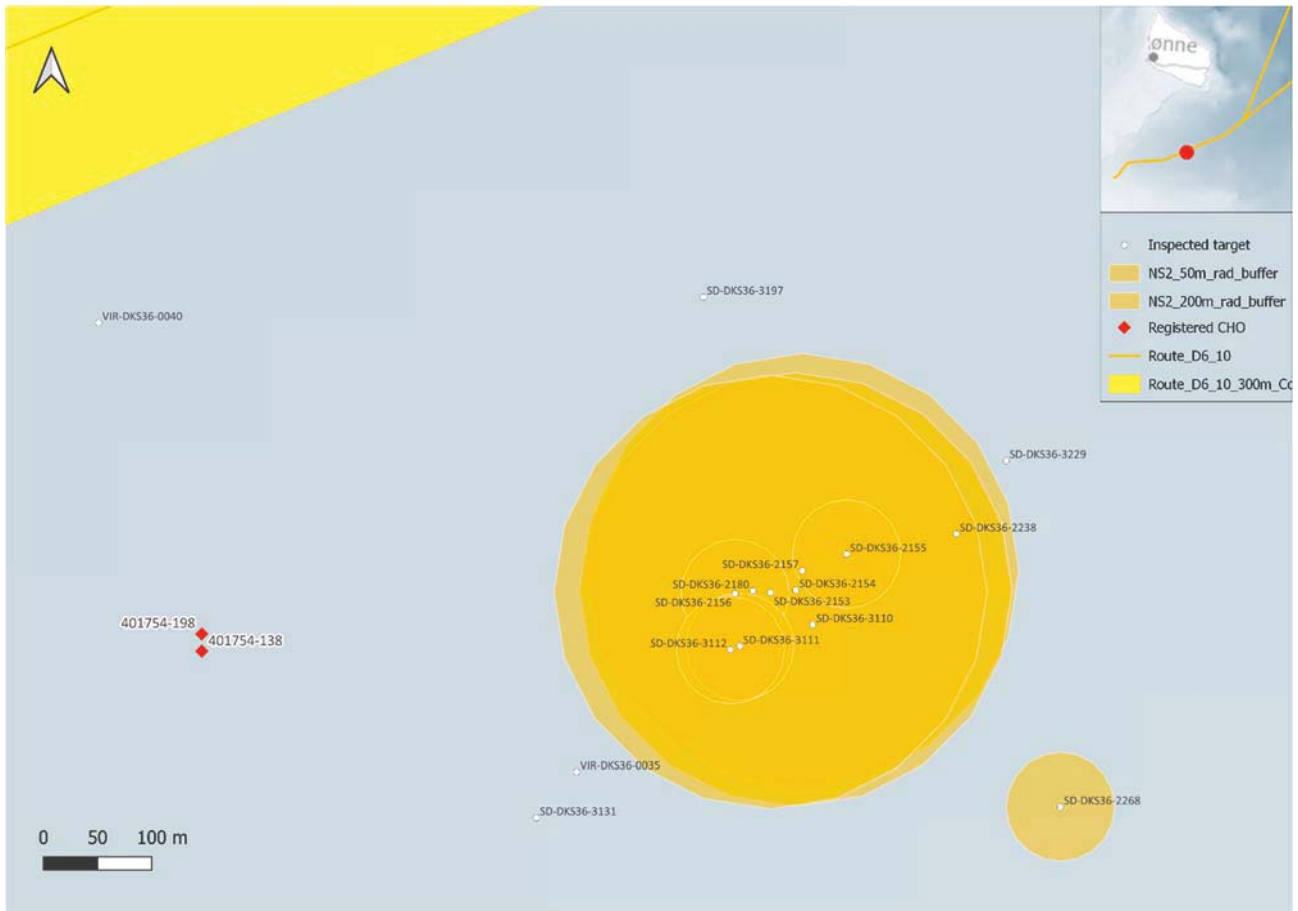 ønne
Inspected target
NS2_50m_rad_buffer
NS2_200m_rad_buffer
Registered CHO
Route_D6_10
Route_D6_10_300m_Co
VIR-DKS36-0040
SD-DKS36-3197
SD-DKS36-3229
SD-DKS36-2238
SD-DKS36-2155
SD-DKS36-2157
SD-DKS36-2180
SD-DKS36-2154
SD-DKS36-2156
SD-DKS36-2153
SD-DKS36-3110
401754-198
401754-138
SD-DKS36-3112
SD-DKS36-3111
VIR-DKS36-0035
SD-DKS36-3131
SD-DKS36-2268
0 50 100 m